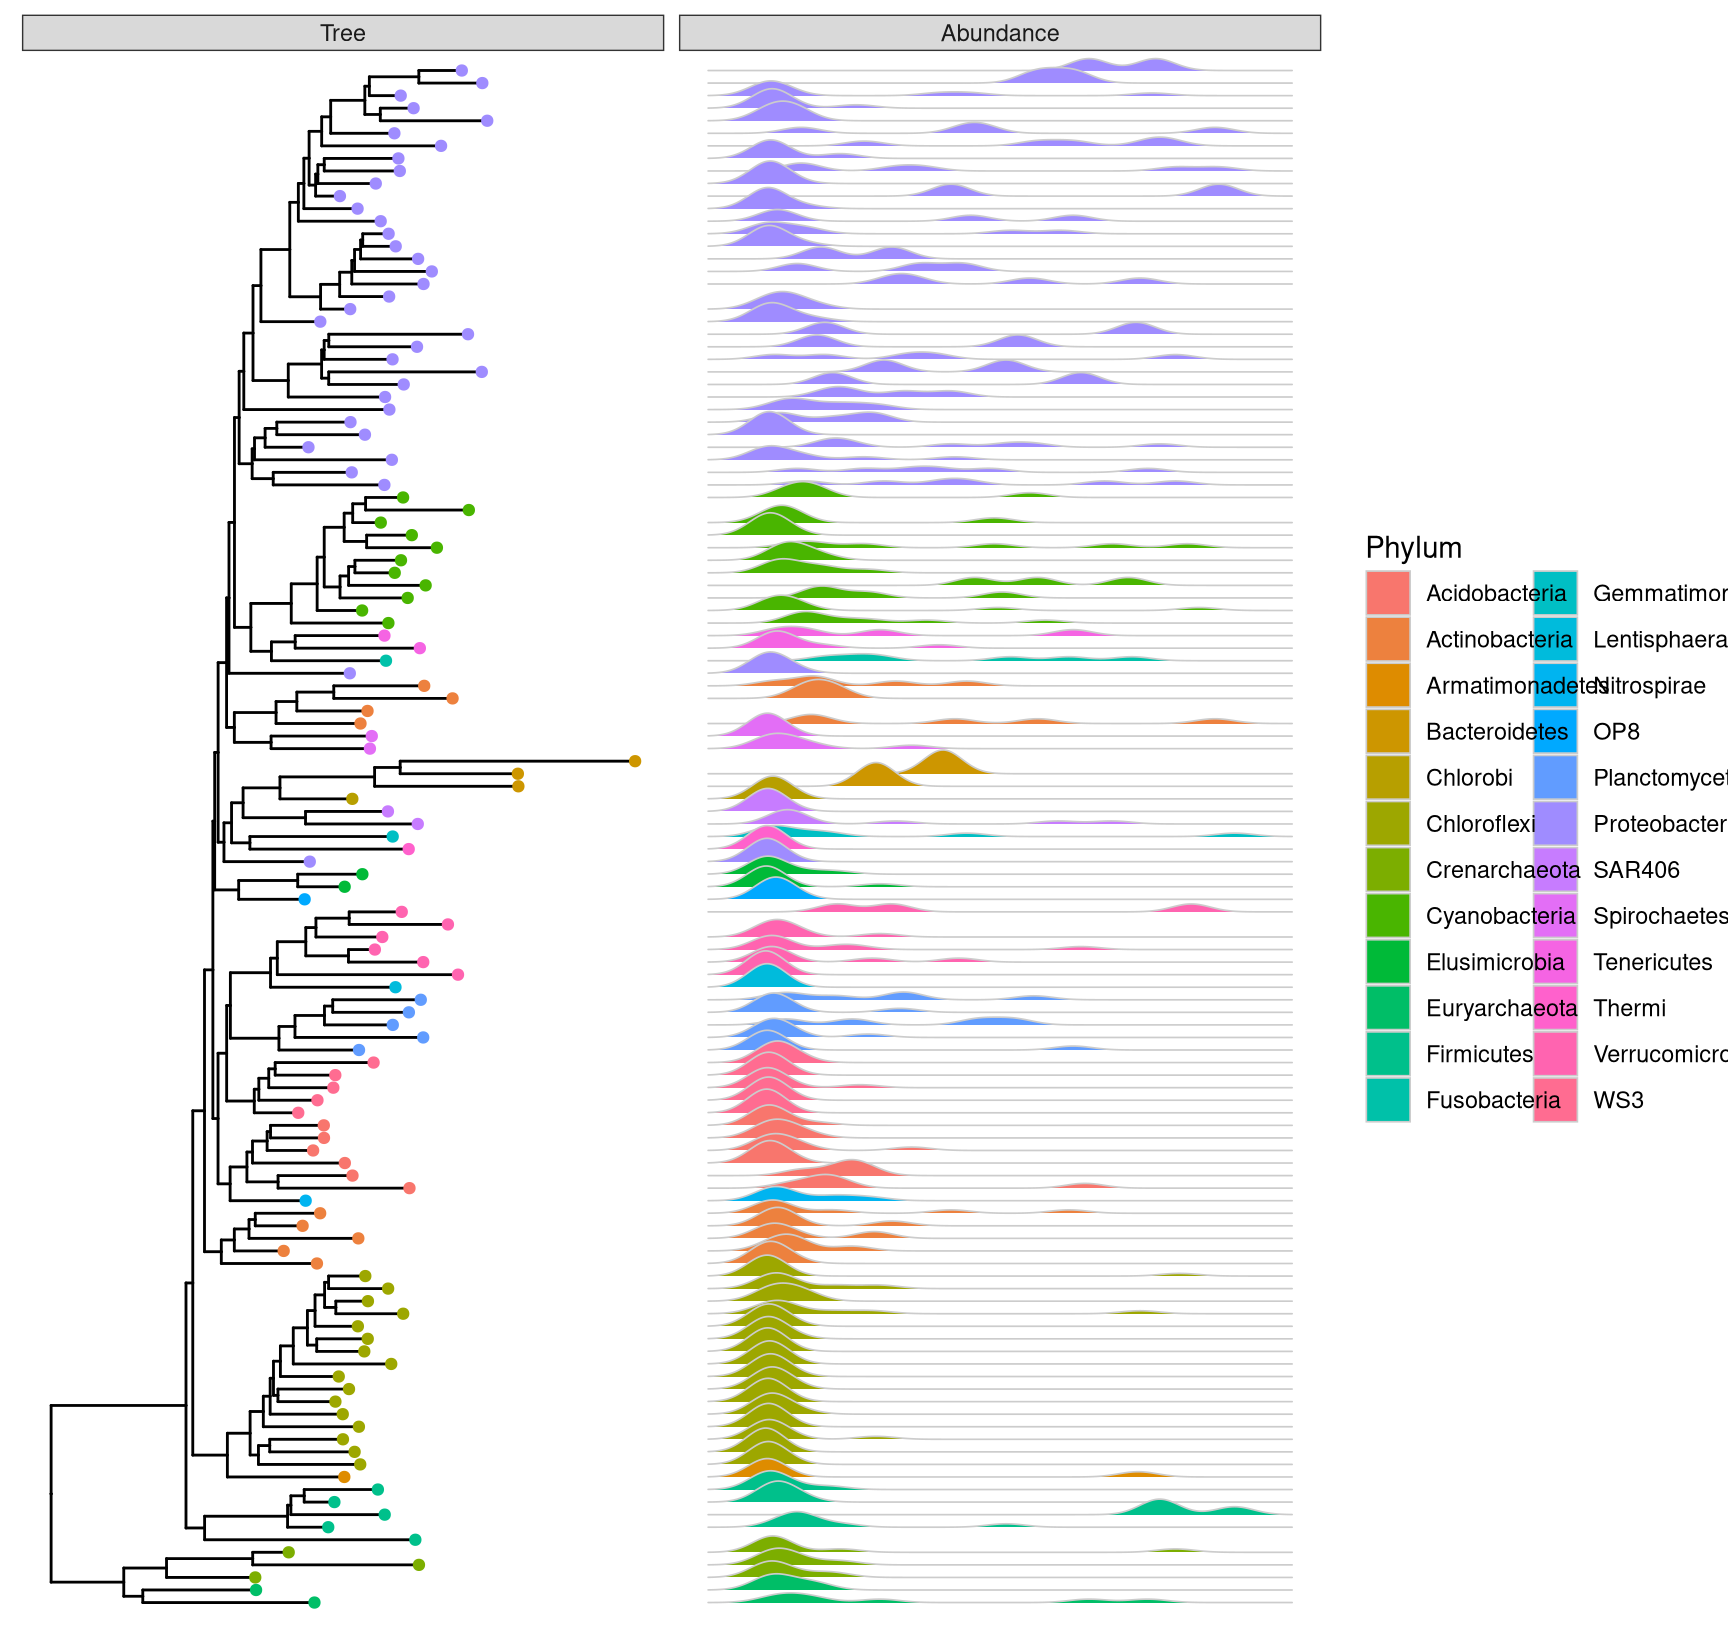 Tree
Abundance
Phylum
Acidobacteria
Actinobacteria
Armatimonadetes
Bacteroidetes
Chlorobi
Chloroflexi
Crenarchaeota
Cyanobacteria
Elusimicrobia
Euryarchaeota
Firmicutes
Fusobacteria
Gemmatimon
Lentisphaera
Nitrospirae
OP8
Planctomycet
Proteobacter
SAR406
Spirochaetes
Tenericutes
Thermi
Verrucomicro
WS3